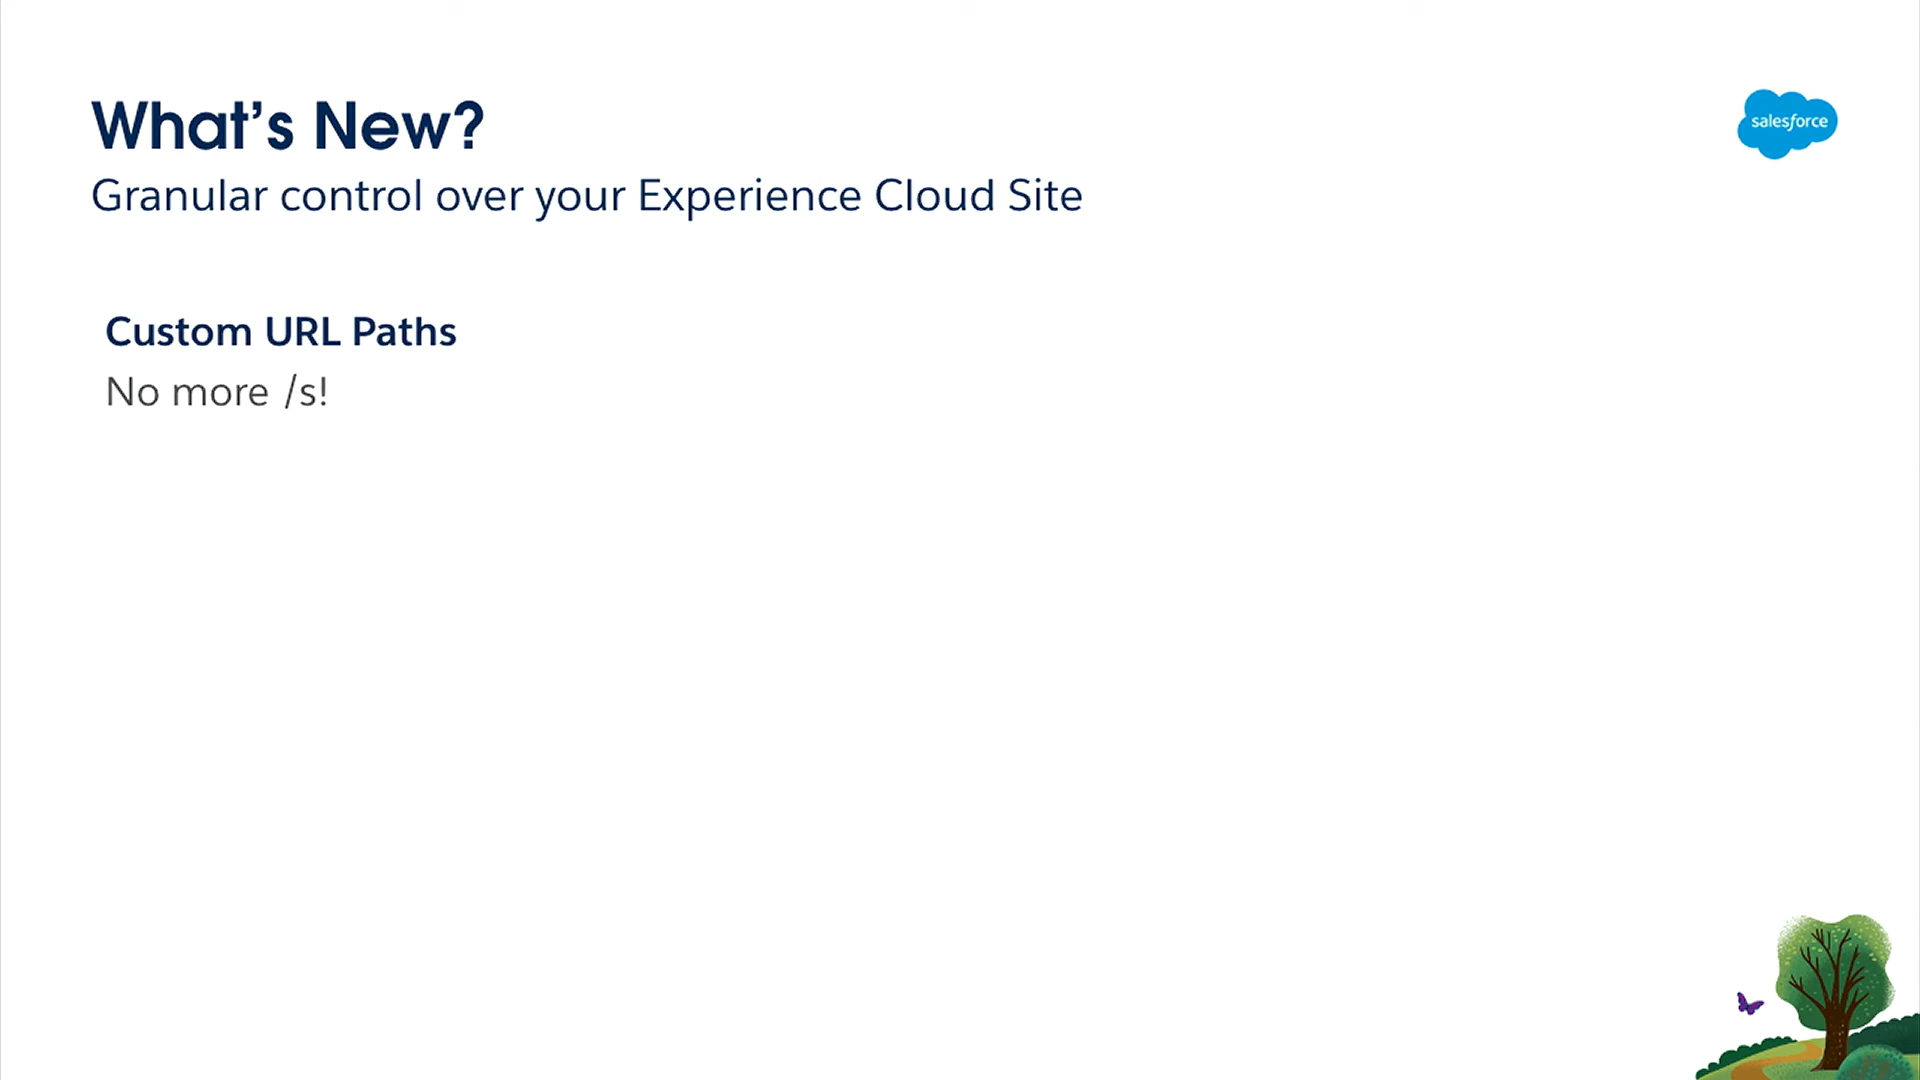 What's New?
salesforce
Granular control over your Experience Cloud Site
Custom URL Paths
No more /s!